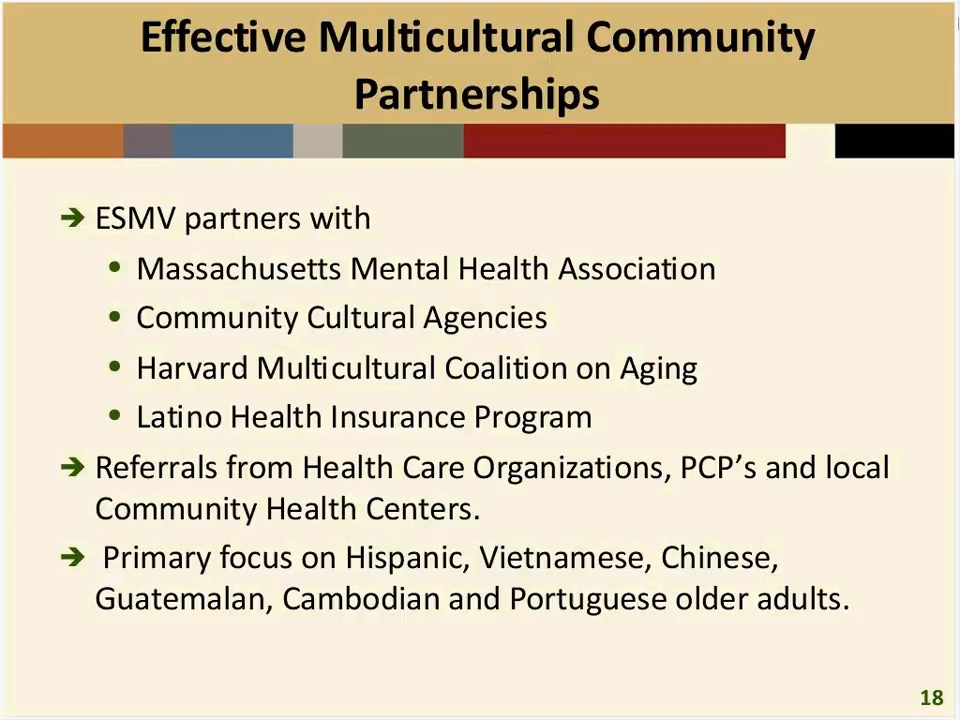 Effective Multicultural Community
Partnerships
➔ ESMV partners with
• Massachusetts Mental Health Association
• Community Cultural Agencies
• Harvard Multicultural Coalition on Aging
• Latino Health Insurance Program
➔ Referrals from Health Care Organizations, PCP’s and local
Community Health Centers.
➔ Primary focus on Hispanic, Vietnamese, Chinese,
Guatemalan, Cambodian and Portuguese older adults.
18